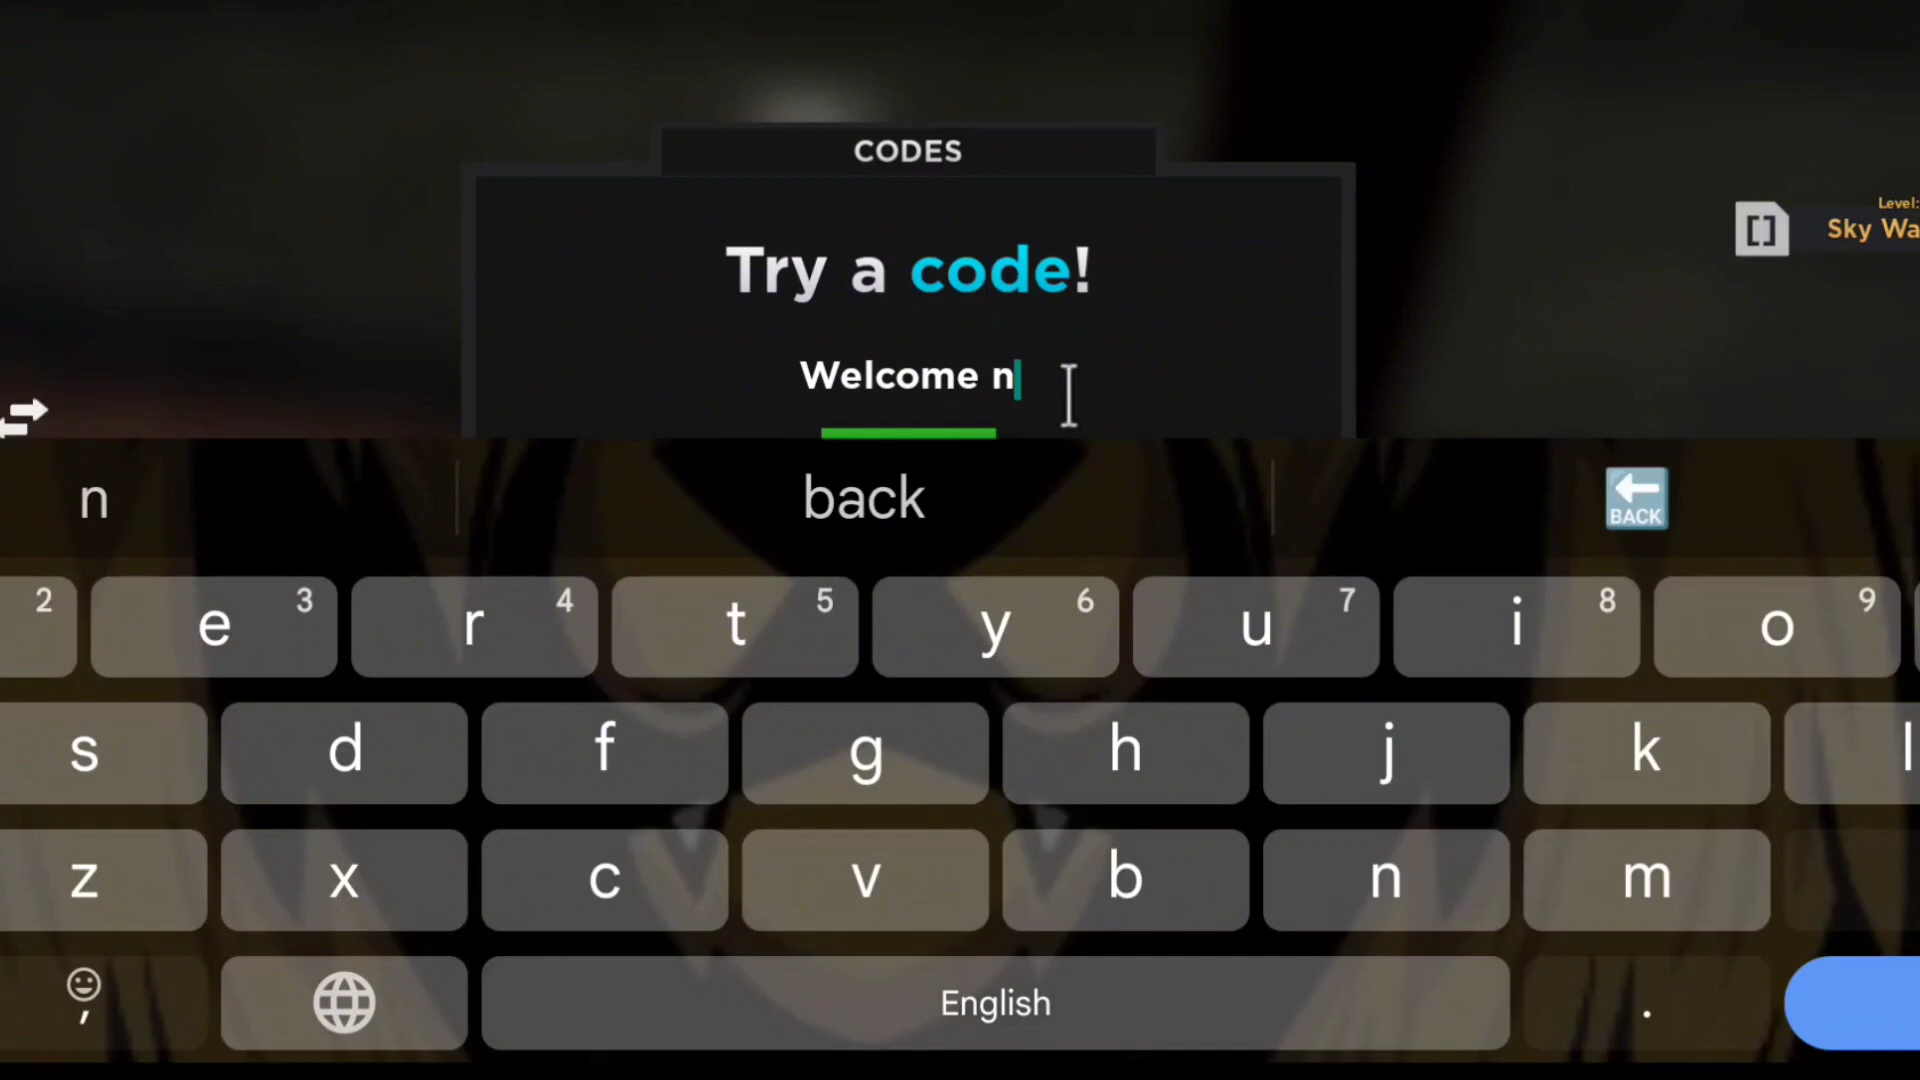 CODES
Try a code!
Level:
Sky Wa
Welcome n
n back BACK
2 e 3 r 4 t 5 y 6 u 7 i 8 o 9
s d f g h j k l
z x c v b n m
, English .